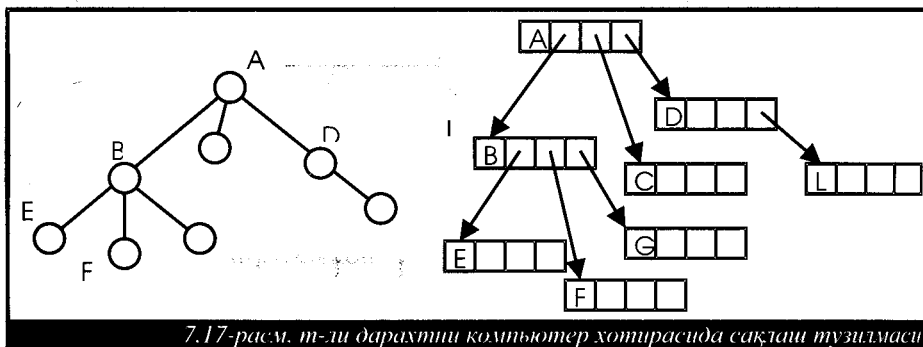 A
B
D
E
F
A
D
I
B
C
L
E
G
F
7.17-расм. т-ли дарахтни компьютер хотирасида сақлаш тузилмаси